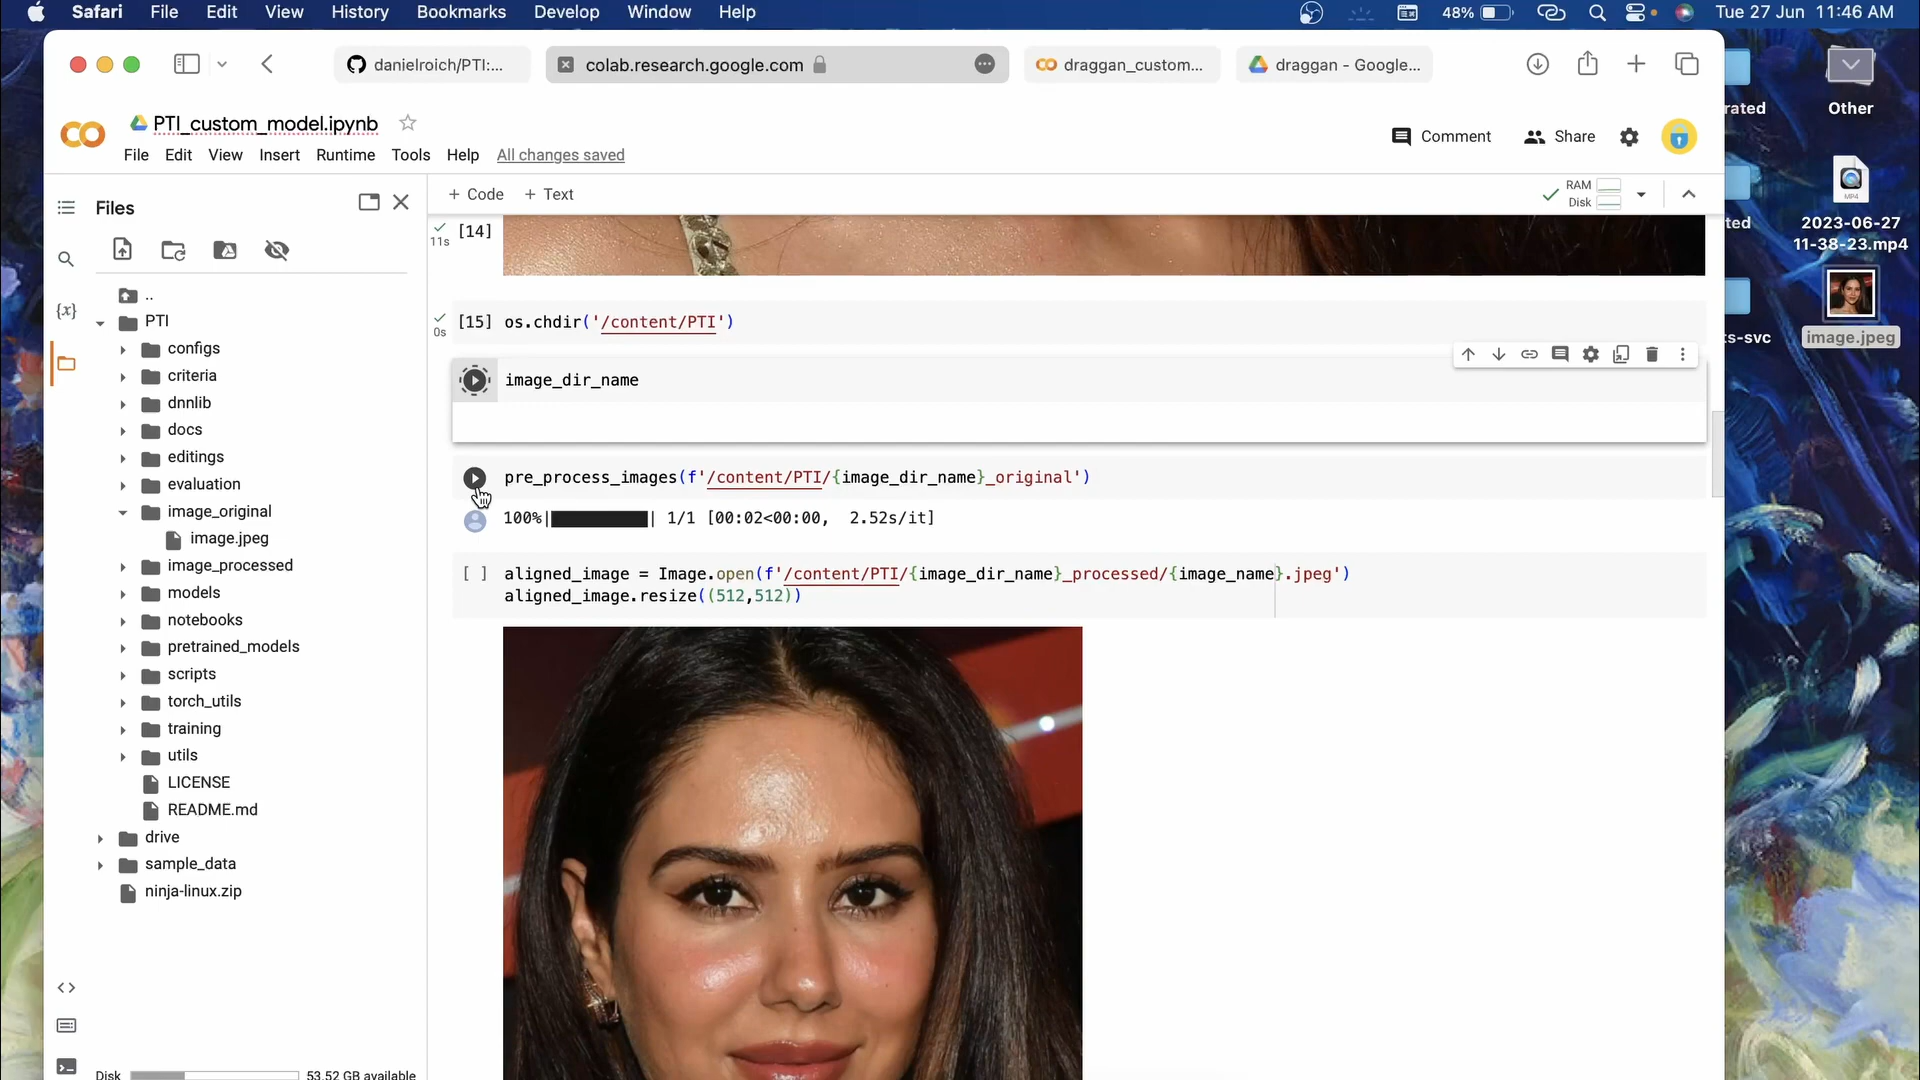 Safari File Edit View History Bookmarks Develop Window Help 48% Tue 27 Jun 11:46 AM
danielroich/PTI:... colab.research.google.com draggan_custom... draggan - Google...
PTI_custom_model.ipynb
File Edit View Insert Runtime Tools Help All changes saved
Comment Share
Files
+ Code + Text
RAM
Disk
..
PTI
configs
criteria
dnnlib
docs
editings
evaluation
image_original
image.jpeg
image_processed
models
notebooks
pretrained_models
scripts
torch_utils
training
utils
LICENSE
README.md
drive
sample_data
ninja-linux.zip
Disk 53.52 GB available
{x}
<>
11s [14]
0s [15] os.chdir('/content/PTI')
image_dir_name
pre_process_images(f'/content/PTI/{image_dir_name}_original')
100%| | 1/1 [00:02<00:00, 2.52s/it]
[ ] aligned_image = Image.open(f'/content/PTI/{image_dir_name}_processed/{image_name}.jpeg')
aligned_image.resize((512,512))
rated
Other
MP4
ted
2023-06-27
11-38-23.mp4
ts-svc
image.jpeg